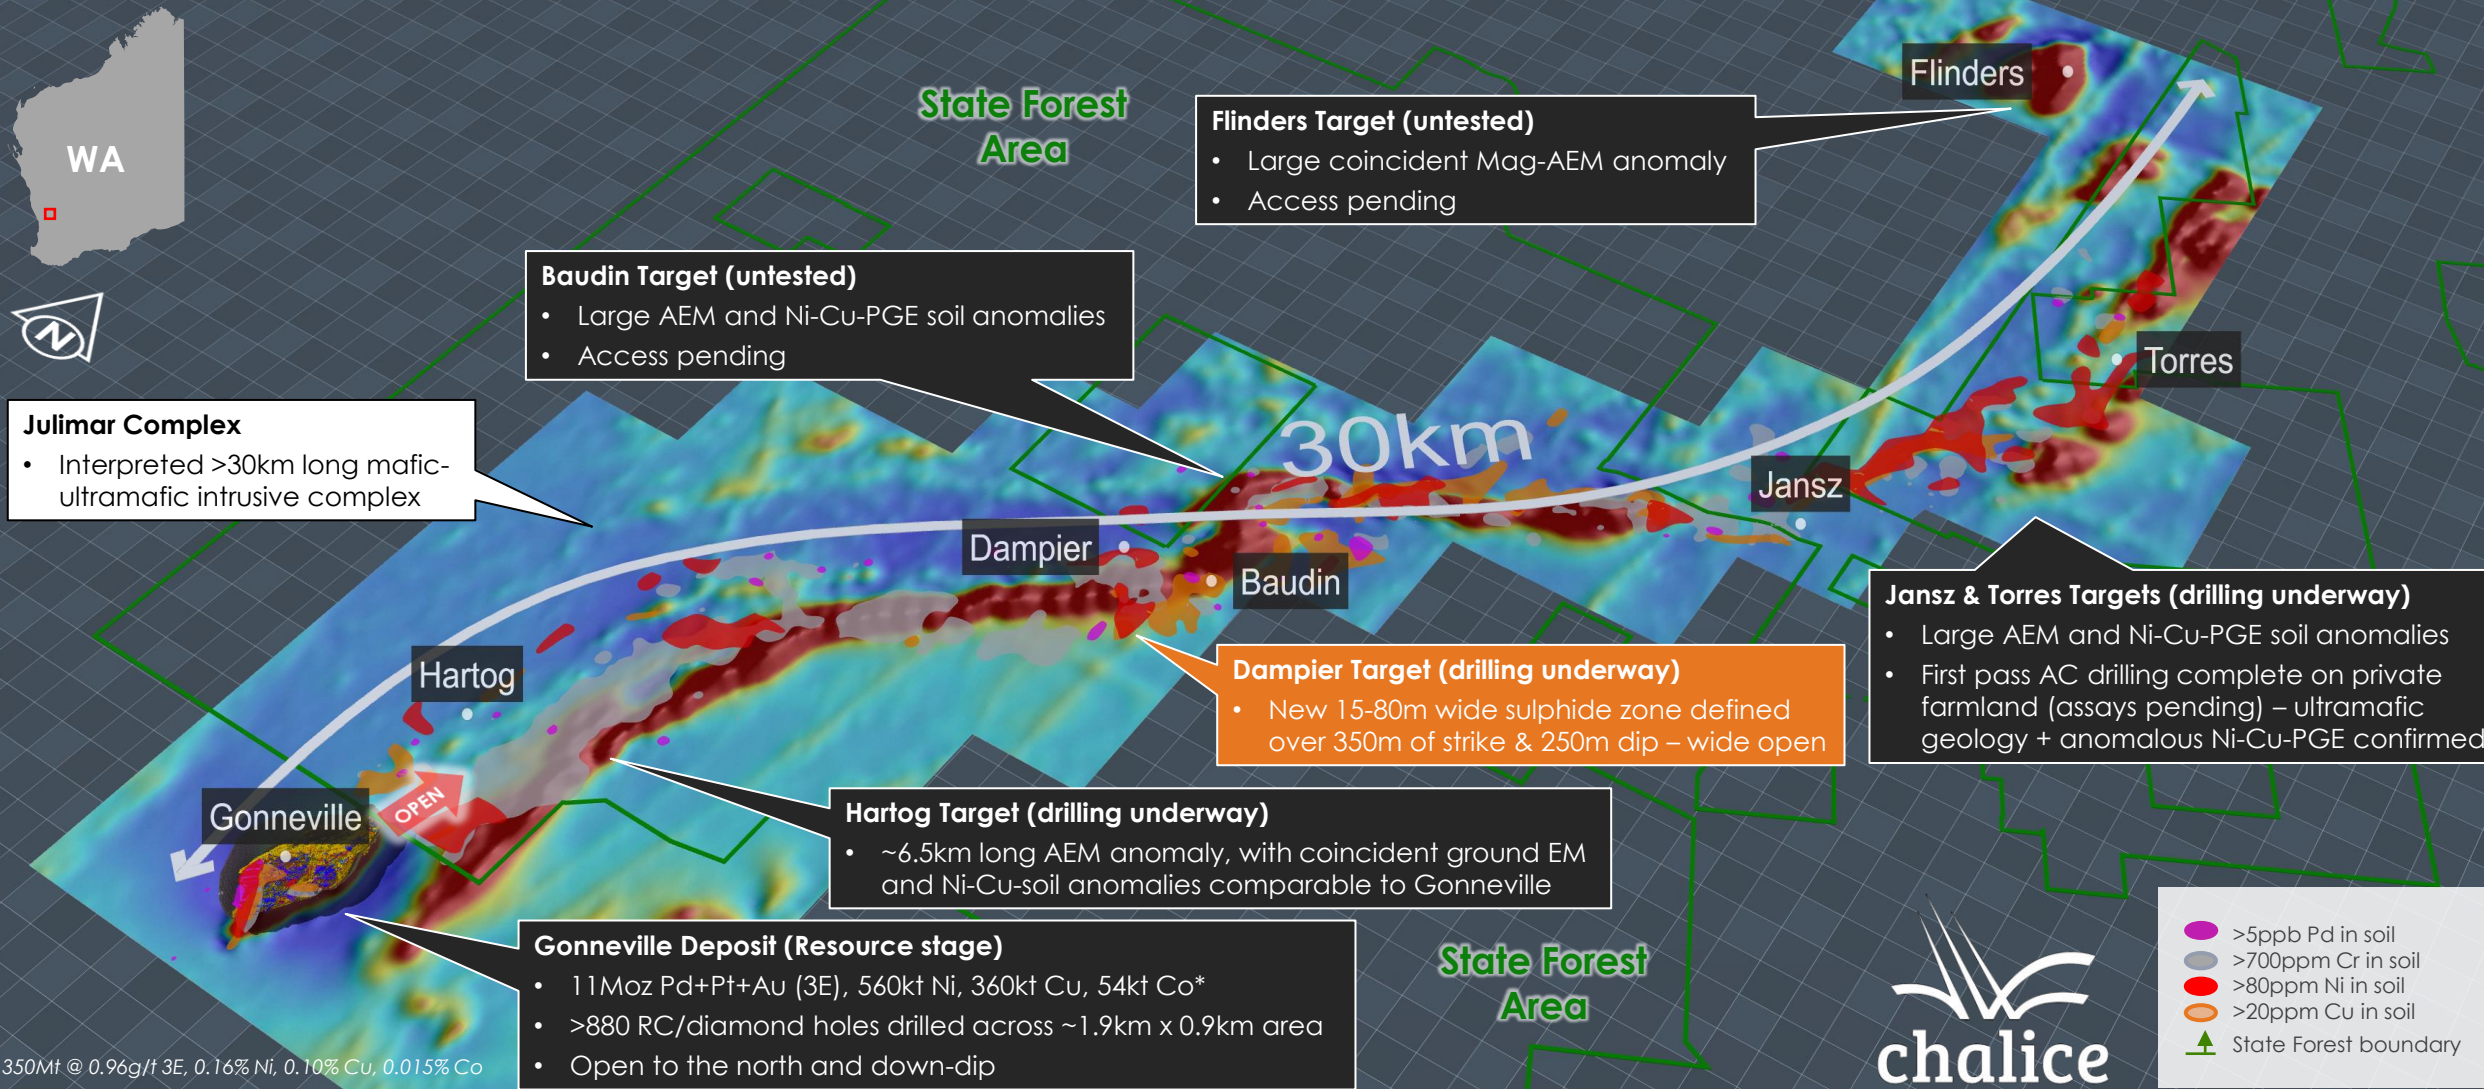 WA
N
State Forest
Area
Flinders
Flinders Target (untested)
• Large coincident Mag-AEM anomaly
• Access pending
Baudin Target (untested)
• Large AEM and Ni-Cu-PGE soil anomalies
• Access pending
Torres
Julimar Complex
• Interpreted >30km long mafic-
ultramafic intrusive complex
30km
Jansz
Dampier
Baudin
Jansz & Torres Targets (drilling underway)
• Large AEM and Ni-Cu-PGE soil anomalies
• First pass AC drilling complete on private
farmland (assays pending) – ultramafic
geology + anomalous Ni-Cu-PGE confirmed
Hartog
Dampier Target (drilling underway)
• New 15-80m wide sulphide zone defined
over 350m of strike & 250m dip – wide open
OPEN
Gonneville
Hartog Target (drilling underway)
• ~6.5km long AEM anomaly, with coincident ground EM
and Ni-Cu-soil anomalies comparable to Gonneville
Gonneville Deposit (Resource stage)
• 11Moz Pd+Pt+Au (3E), 560kt Ni, 360kt Cu, 54kt Co*
• >880 RC/diamond holes drilled across ~1.9km x 0.9km area
• Open to the north and down-dip
State Forest
Area
350Mt @ 0.96g/t 3E, 0.16% Ni, 0.10% Cu, 0.015% Co
chalice
>5ppb Pd in soil
>700ppm Cr in soil
>80ppm Ni in soil
>20ppm Cu in soil
State Forest boundary